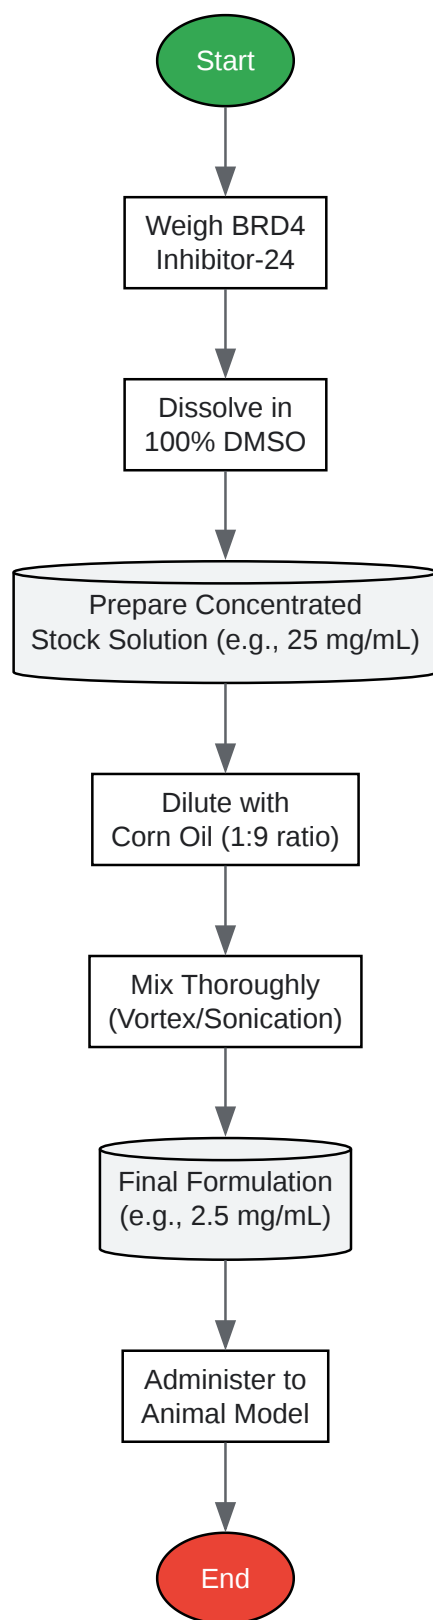 Start
Weigh BRD4
Inhibitor-24
Dissolve in
100% DMSO
Prepare Concentrated
Stock Solution (e.g., 25 mg/mL)
Dilute with
Corn Oil (1:9 ratio)
Mix Thoroughly
(Vortex/Sonication)
Final Formulation
(e.g., 2.5 mg/mL)
Administer to
Animal Model
End